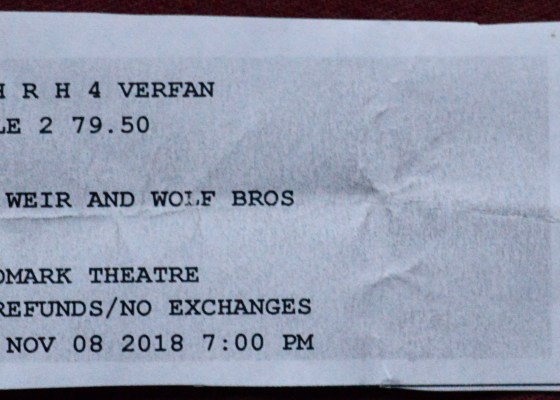 H R H 4 VERFAN
LE 2 79.50
WEIR AND WOLF BROS
DMARK THEATRE
REFUNDS/NO EXCHANGES
NOV 08 2018 7:00 PM